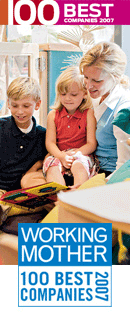 100 BEST
COMPANIES 2007
WORKING
MOTHER
100 BEST
COMPANIES
2007